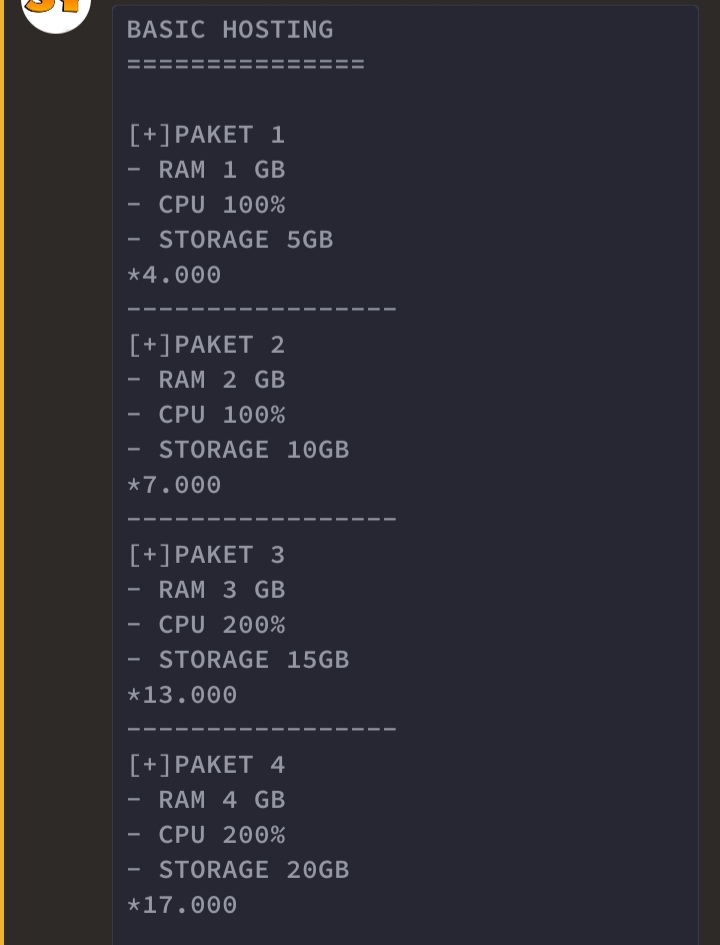 BASIC HOSTING
===============
[+]PAKET 1
- RAM 1 GB
- CPU 100%
- STORAGE 5GB
*4.000
-----------------
[+]PAKET 2
- RAM 2 GB
- CPU 100%
- STORAGE 10GB
*7.000
-----------------
[+]PAKET 3
- RAM 3 GB
- CPU 200%
- STORAGE 15GB
*13.000
-----------------
[+]PAKET 4
- RAM 4 GB
- CPU 200%
- STORAGE 20GB
*17.000